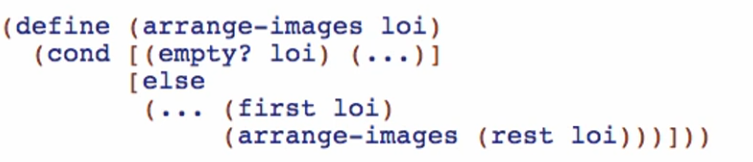 (define (arrange-images loi)
(cond [(empty? loi) (...)]
[else
(... (first loi)
(arrange-images (rest loi)))]))